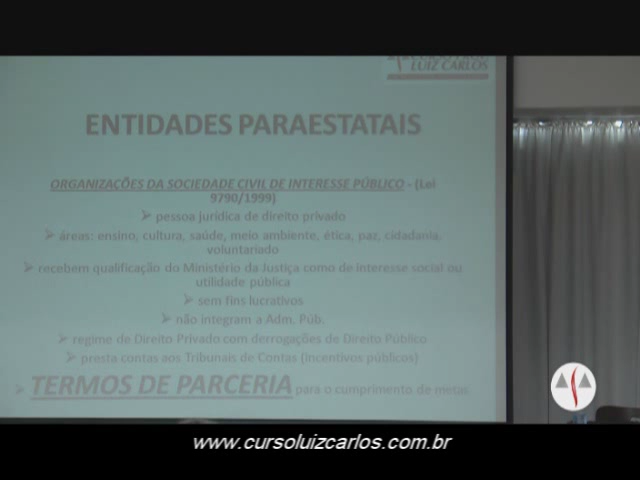 LUIZ CARLOS
ENTIDADES PARAESTATAIS
ORGANIZAÇÕES DA SOCIEDADE CIVIL DE INTERESSE PÚBLICO - (Lei
9790/1999)
➢ pessoa jurídica de direito privado
➢ áreas: ensino, cultura, saúde, meio ambiente, ética, paz, cidadania,
voluntariado
➢ recebem qualificação do Ministério da Justiça como de interesse social ou
utilidade pública
➢ sem fins lucrativos
➢ não integram a Adm. Púb.
➢ regime de Direito Privado com derrogações de Direito Público
➢ presta contas aos Tribunais de Contas (incentivos públicos)
➢ TERMOS DE PARCERIA para o cumprimento de metas
www.cursoluizcarlos.com.br